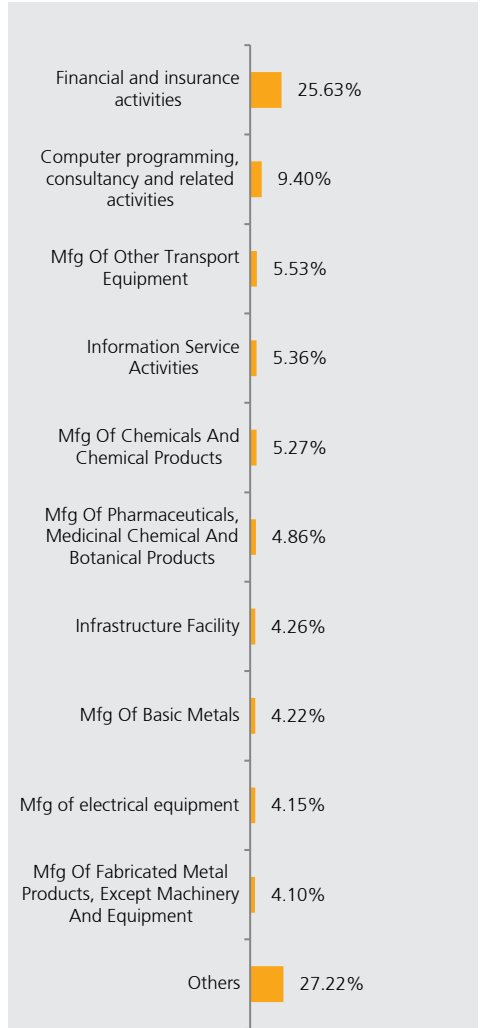 Financial and insurance
activities
25.63%
Computer programming,
consultancy and related
activities
9.40%
Mfg Of Other Transport
Equipment
5.53%
Information Service
Activities
5.36%
Mfg Of Chemicals And
Chemical Products
5.27%
Mfg Of Pharmaceuticals,
Medicinal Chemical And
Botanical Products
4.86%
Infrastructure Facility
4.26%
Mfg Of Basic Metals
4.22%
Mfg of electrical equipment
4.15%
Mfg Of Fabricated Metal
Products, Except Machinery
And Equipment
4.10%
Others
27.22%